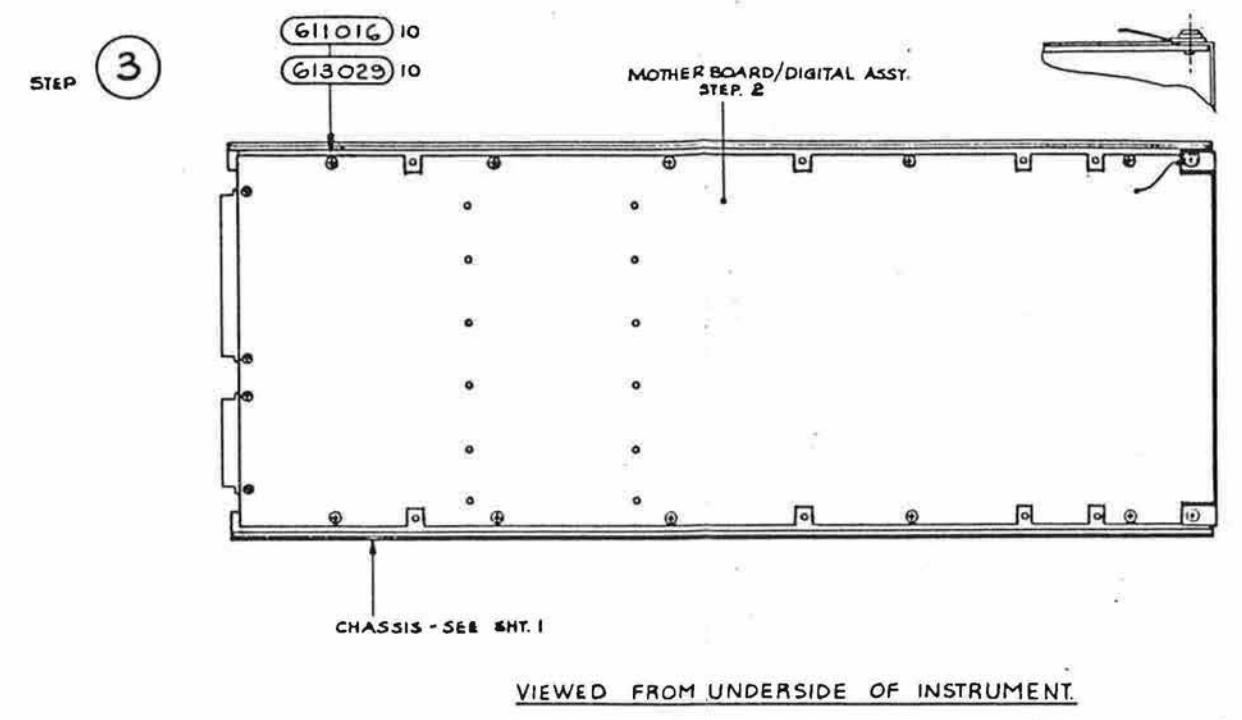 STEP 3
611016 10
613029 10
MOTHER BOARD/DIGITAL ASSY.
STEP. 2
CHASSIS - SEE SHT. 1
VIEWED FROM UNDERSIDE OF INSTRUMENT.